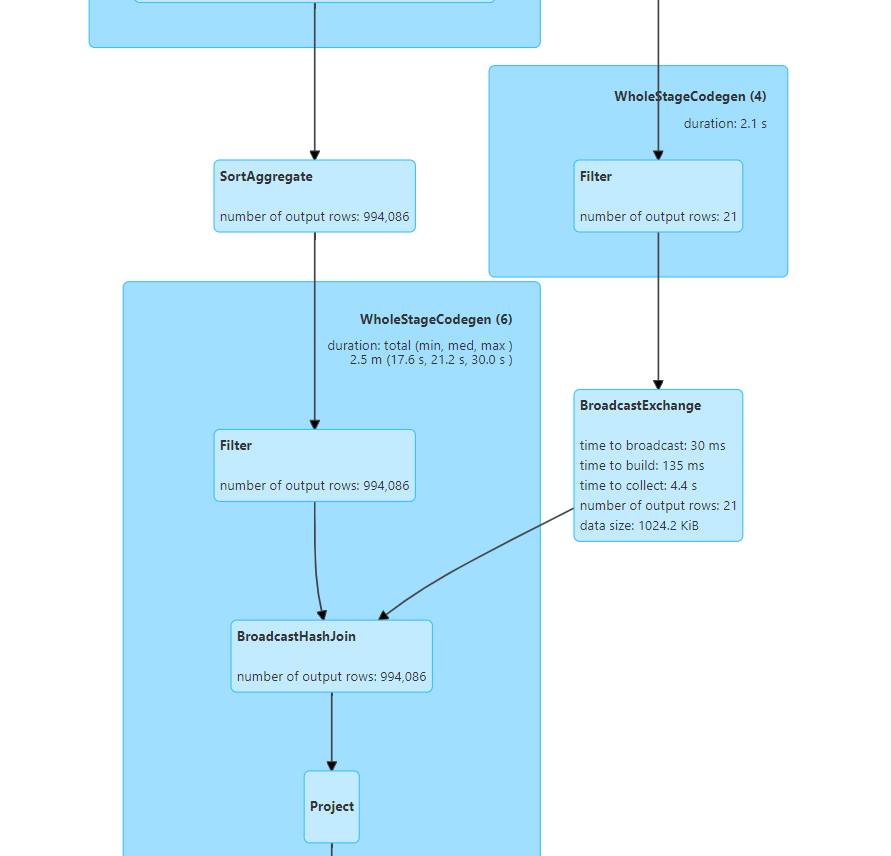 WholeStageCodegen (4)
duration: 2.1 s
SortAggregate
number of output rows: 994,086
Filter
number of output rows: 21
WholeStageCodegen (6)
duration: total (min, med, max )
2.5 m (17.6 s, 21.2 s, 30.0 s )
Filter
number of output rows: 994,086
BroadcastExchange
time to broadcast: 30 ms
time to build: 135 ms
time to collect: 4.4 s
number of output rows: 21
data size: 1024.2 KiB
BroadcastHashJoin
number of output rows: 994,086
Project